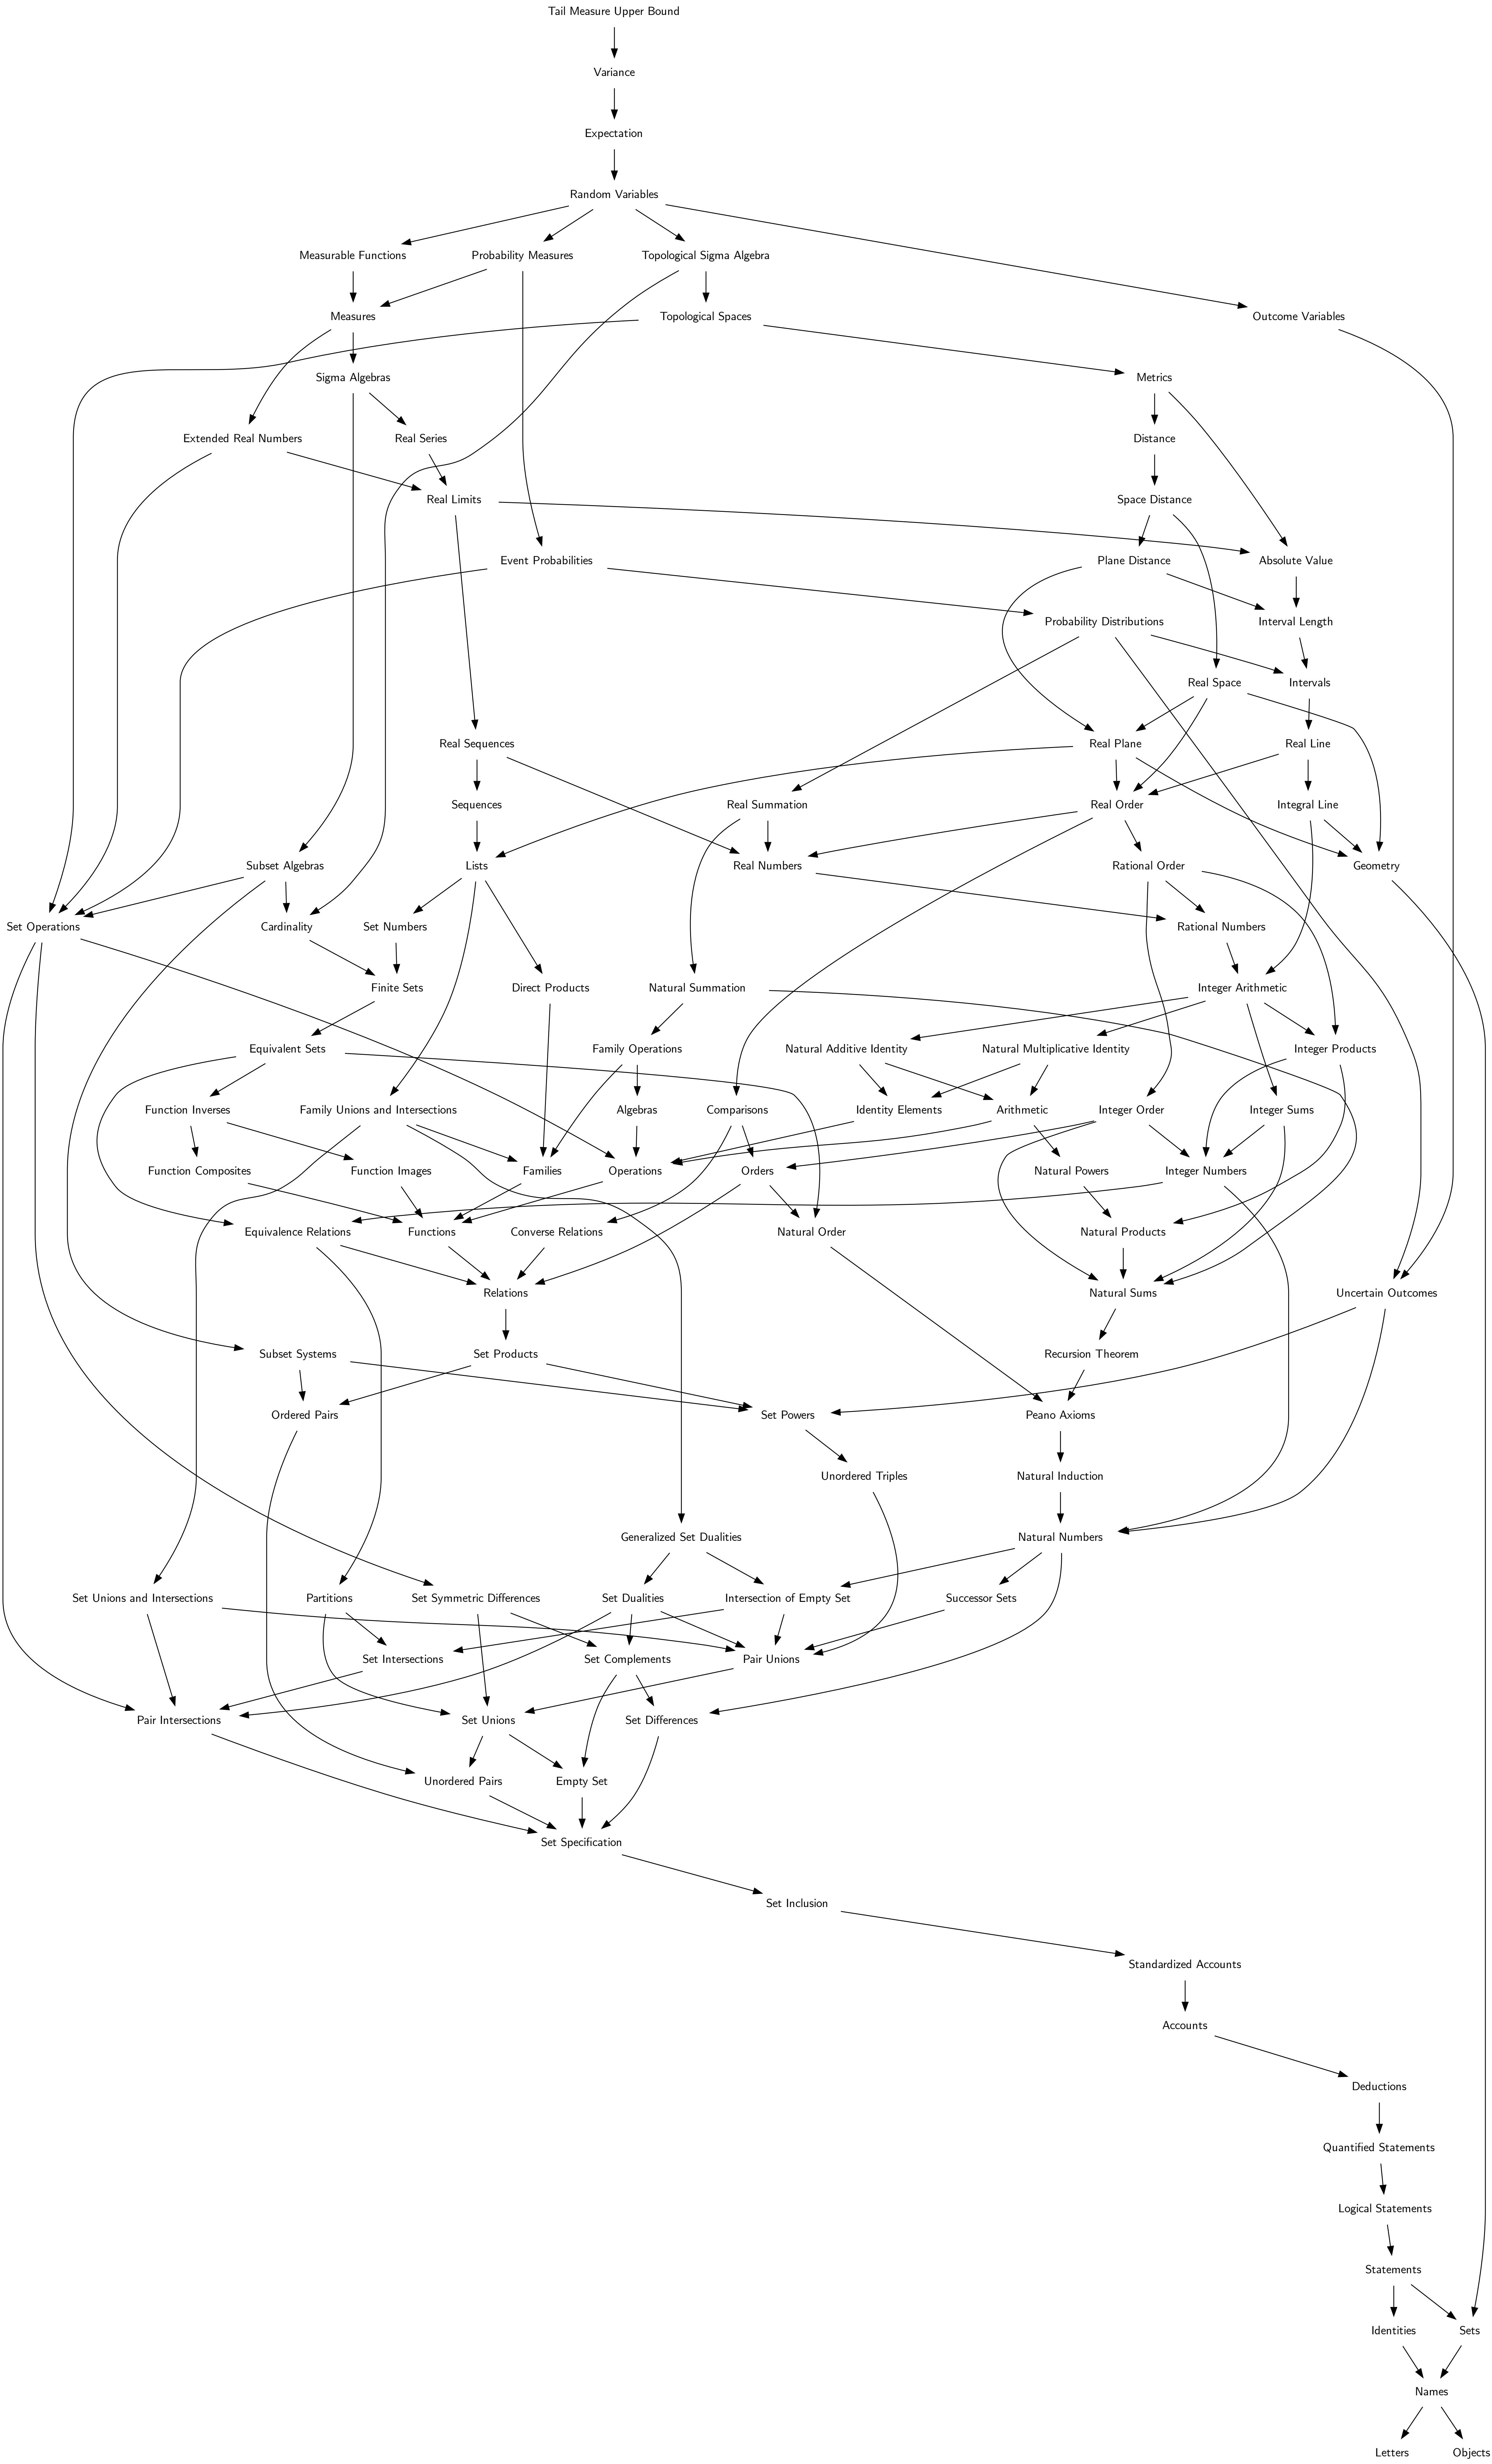 Tail Measure Upper Bound
Variance
Expectation
Random Variables
Measurable Functions
Probability Measures
Topological Sigma Algebra
Measures
Topological Spaces
Outcome Variables
Sigma Algebras
Metrics
Extended Real Numbers
Real Series
Distance
Real Limits
Space Distance
Event Probabilities
Plane Distance
Absolute Value
Probability Distributions
Interval Length
Real Space
Intervals
Real Sequences
Real Plane
Real Line
Sequences
Real Summation
Real Order
Integral Line
Subset Algebras
Lists
Real Numbers
Rational Order
Geometry
Set Operations
Cardinality
Set Numbers
Rational Numbers
Finite Sets
Direct Products
Natural Summation
Integer Arithmetic
Equivalent Sets
Family Operations
Natural Additive Identity
Natural Multiplicative Identity
Integer Products
Function Inverses
Family Unions and Intersections
Algebras
Comparisons
Identity Elements
Arithmetic
Integer Order
Integer Sums
Function Composites
Function Images
Families
Operations
Orders
Natural Powers
Integer Numbers
Equivalence Relations
Functions
Converse Relations
Natural Order
Natural Products
Relations
Natural Sums
Uncertain Outcomes
Subset Systems
Set Products
Recursion Theorem
Ordered Pairs
Set Powers
Peano Axioms
Unordered Triples
Natural Induction
Generalized Set Dualities
Natural Numbers
Set Unions and Intersections
Partitions
Set Symmetric Differences
Set Dualities
Intersection of Empty Set
Successor Sets
Set Intersections
Set Complements
Pair Unions
Pair Intersections
Set Unions
Set Differences
Unordered Pairs
Empty Set
Set Specification
Set Inclusion
Standardized Accounts
Accounts
Deductions
Quantified Statements
Logical Statements
Statements
Identities
Sets
Names
Letters
Objects